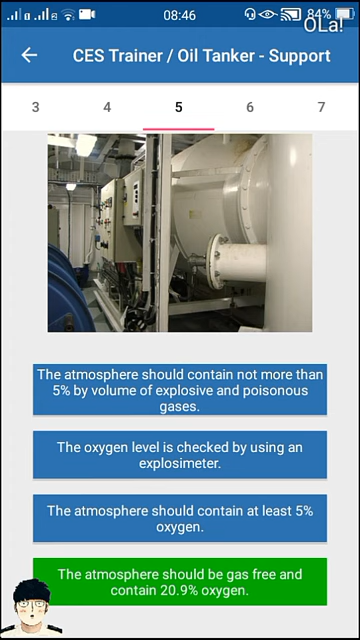 08:46
84%
OLa!
CES Trainer / Oil Tanker - Support
3 4 5 6 7
The atmosphere should contain not more than
5% by volume of explosive and poisonous
gases.
The oxygen level is checked by using an
explosimeter.
The atmosphere should contain at least 5%
oxygen.
The atmosphere should be gas free and
contain 20.9% oxygen.